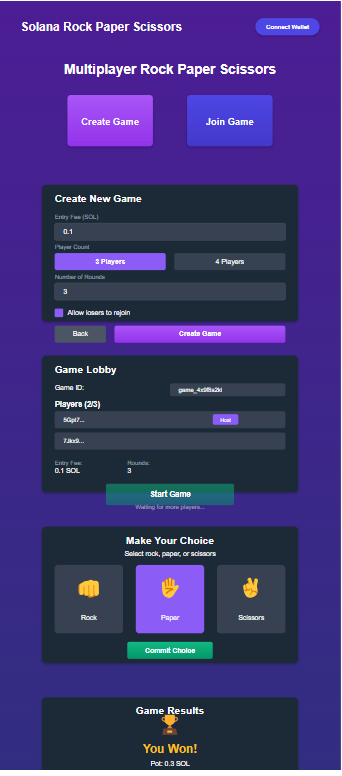 Solana Rock Paper Scissors
Connect Wallet
Multiplayer Rock Paper Scissors
Create Game
Join Game
Create New Game
Entry Fee (SOL)
0.1
Player Count
3 Players
4 Players
Number of Rounds
3
Allow losers to rejoin
Back
Create Game
Game Lobby
Game ID:
Players (2/3)
5Gpt7...
Host
7Jkx9...
Entry Fee:
Rounds:
0.1 SOL
3
Start Game
Waiting for more players...
Make Your Choice
Select rock, paper, or scissors
Rock
Paper
Scissors
Commit Choice
Game Results
You Won!
Pot: 0.3 SOL